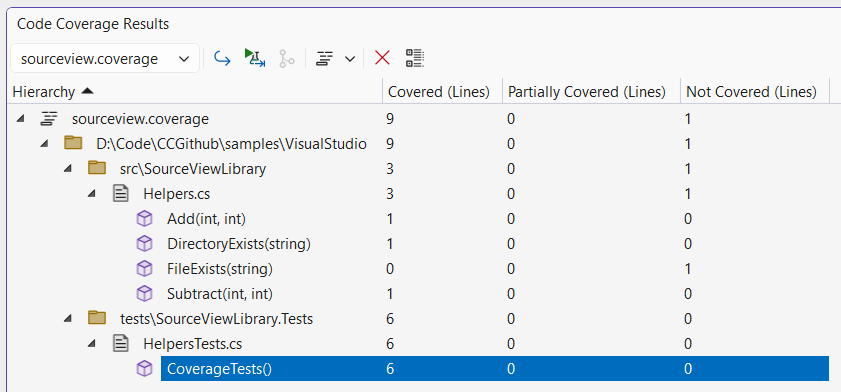 Code Coverage Results
sourceview.coverage
Hierarchy Covered (Lines) Partially Covered (Lines) Not Covered (Lines)
sourceview.coverage 9 0 1
D:\Code\CCGithub\samples\VisualStudio 9 0 1
src\SourceViewLibrary 3 0 1
Helpers.cs 3 0 1
Add(int, int) 1 0 0
DirectoryExists(string) 1 0 0
FileExists(string) 0 0 1
Subtract(int, int) 1 0 0
tests\SourceViewLibrary.Tests 6 0 0
HelpersTests.cs 6 0 0
CoverageTests() 6 0 0